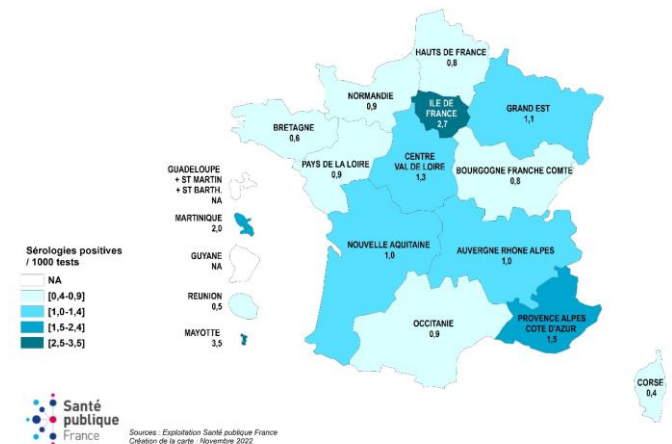 HAUTS DE FRANCE
0,8
NORMANDIE
0,9
ILE DE
FRANCE
2,7
GRAND EST
1,1
BRETAGNE
0,6
PAYS DE LA LOIRE
0,9
CENTRE
VAL DE LOIRE
1,3
BOURGOGNE FRANCHE COMTE
0,8
GUADELOUPE
+ ST MARTIN
+ ST BARTH.
NA
MARTINIQUE
2,0
GUYANE
NA
REUNION
0,5
MAYOTTE
3,5
NOUVELLE AQUITAINE
1,0
AUVERGNE RHONE ALPES
1,0
OCCITANIE
0,9
PROVENCE ALPES
COTE D'AZUR
1,5
CORSE
0,4
Sérologies positives
/ 1000 tests
NA
[0,4-0,9]
[1,0-1,4]
[1,5-2,4]
[2,5-3,5]
Santé
publique
France
Sources : Exploitation Santé publique France
Création de la carte : Novembre 2022